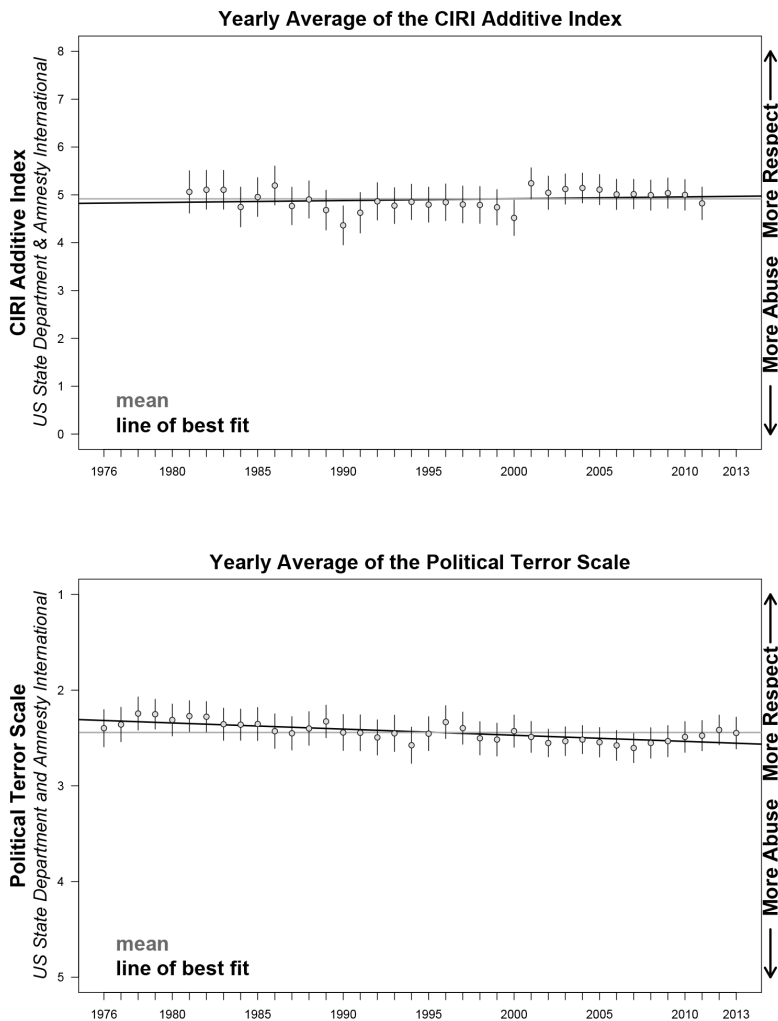 Yearly Average of the CIRI Additive Index
CIRI Additive Index
US State Department & Amnesty International
8
7
6
5
4
3
2
1
0
More Abuse
More Respect
mean
line of best fit
1976 1980 1985 1990 1995 2000 2005 2010 2013
Yearly Average of the Political Terror Scale
Political Terror Scale
US State Department and Amnesty International
1
2
3
4
5
More Abuse
More Respect
mean
line of best fit
1976 1980 1985 1990 1995 2000 2005 2010 2013